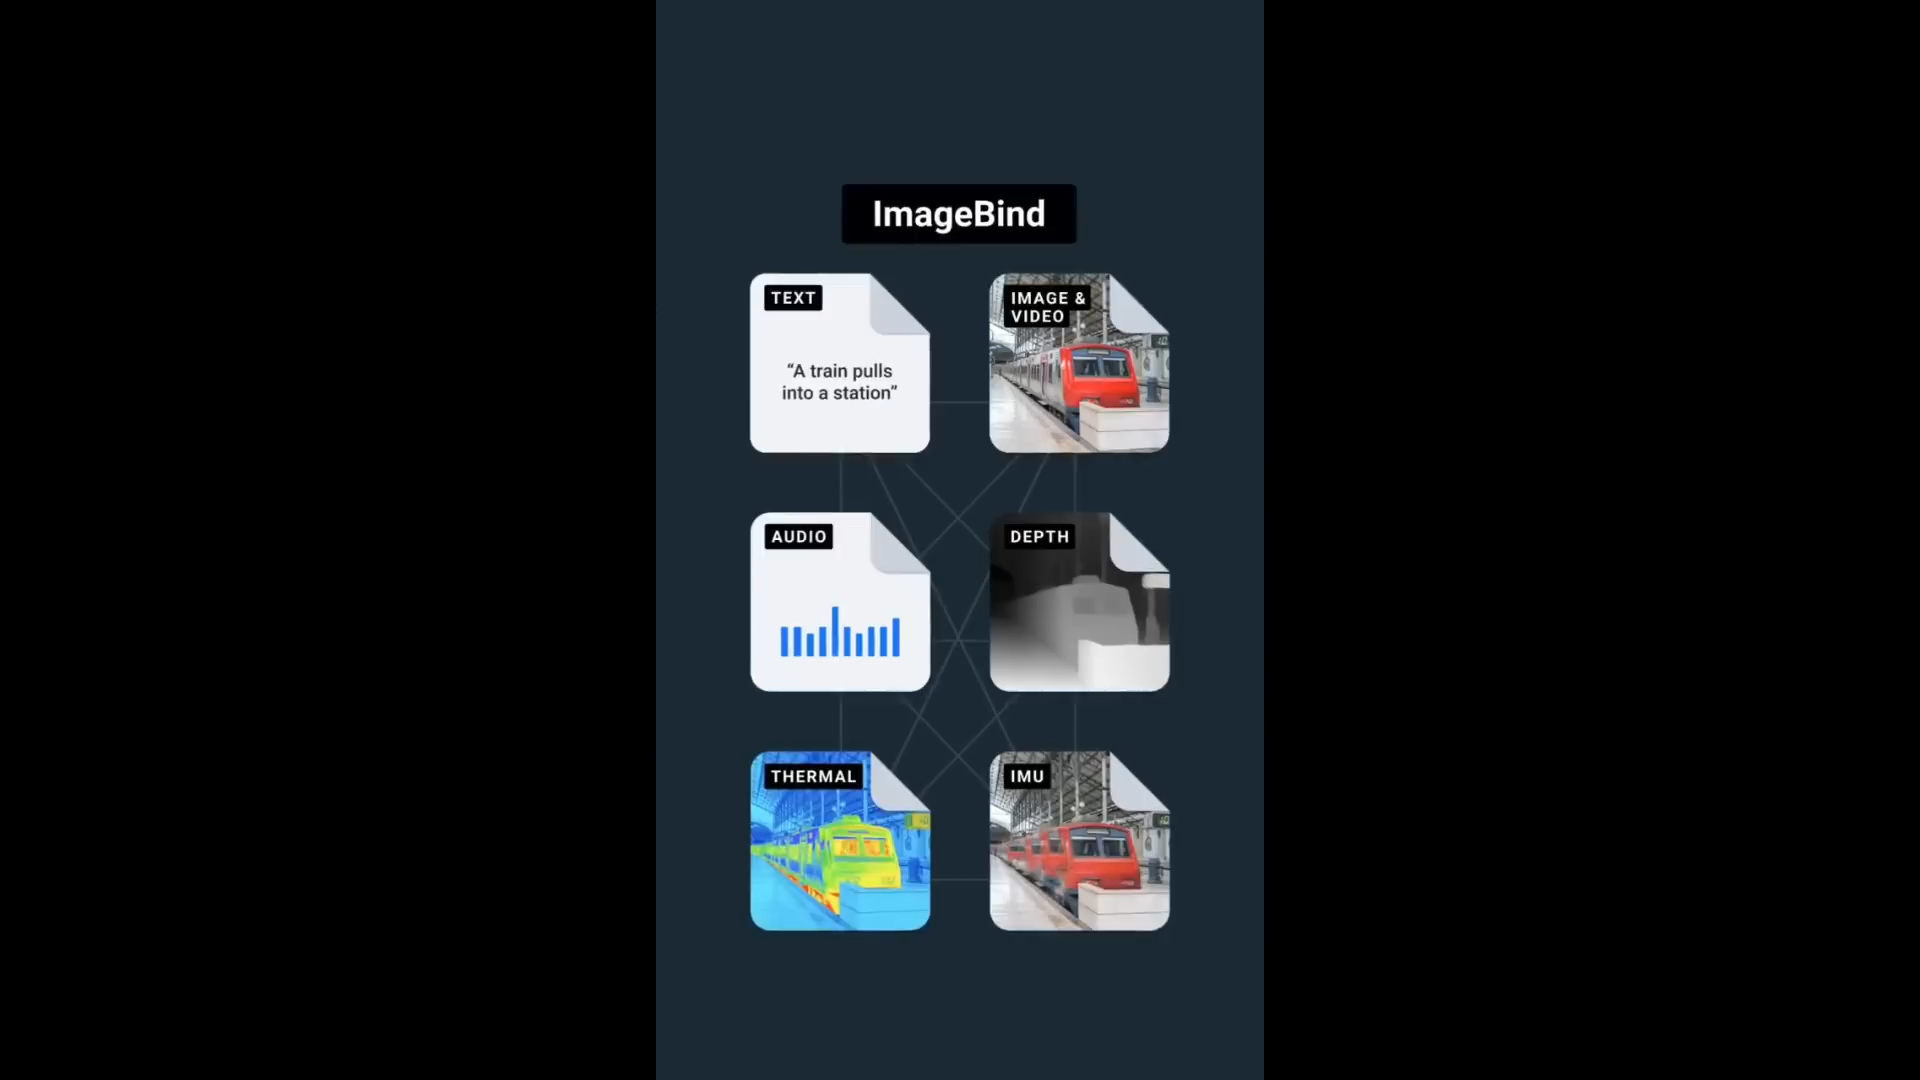 ImageBind
TEXT
“A train pulls
into a station”
IMAGE &
VIDEO
AUDIO
DEPTH
THERMAL
IMU